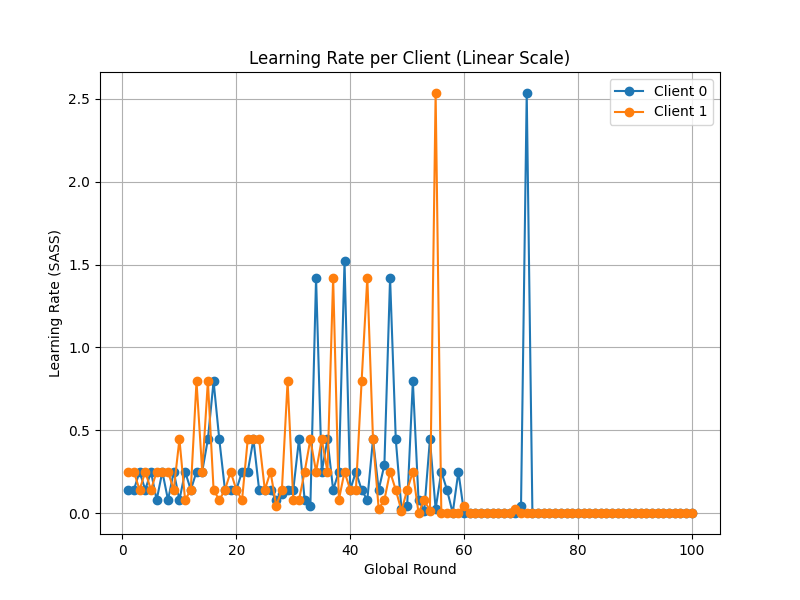 Learning Rate per Client (Linear Scale)
Client 0
Client 1
Learning Rate (SASS)
2.5
2.0
1.5
1.0
0.5
0.0
0 20 40 60 80 100
Global Round